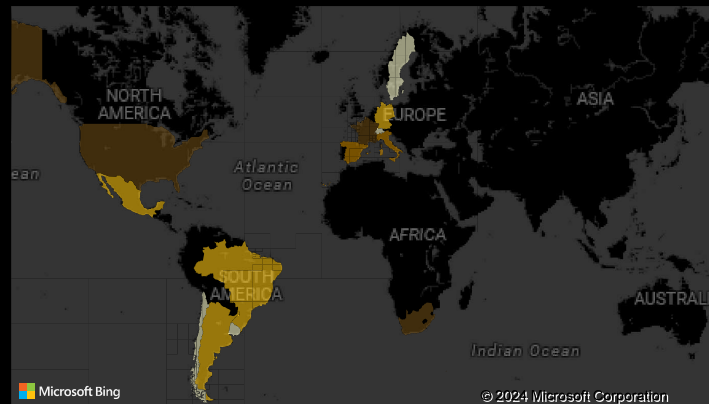 NORTH
AMERICA
EUROPE
ASIA
Atlantic
Ocean
ean
AFRICA
SOUTH
AMERICA
AUSTRAL
Indian Ocean
Microsoft Bing
© 2024 Microsoft Corporation